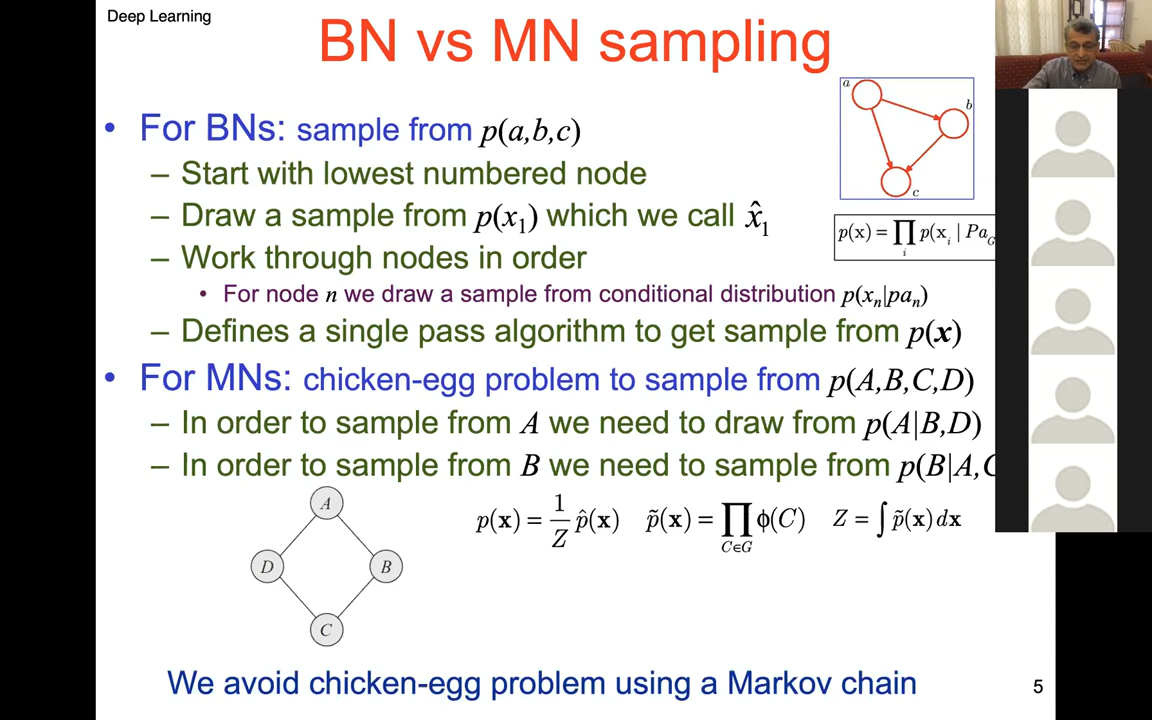 Deep Learning
BN vs MN sampling
• For BNs: sample from p(a,b,c)
– Start with lowest numbered node
– Draw a sample from p(x₁) which we call x̂₁
– Work through nodes in order
• For node n we draw a sample from conditional distribution p(xₙ|paₙ)
– Defines a single pass algorithm to get sample from p(x)
a
b
c
p(x) = ∏ᵢ p(xᵢ | Pa_G
• For MNs: chicken-egg problem to sample from p(A,B,C,D)
– In order to sample from A we need to draw from p(A|B,D)
– In order to sample from B we need to sample from p(B|A,C
p(x) = 1/Z p̂(x) p̃(x) = ∏_{C∈G} ϕ(C) Z = ∫ p̃(x)dx
A
D
B
C
We avoid chicken-egg problem using a Markov chain
5